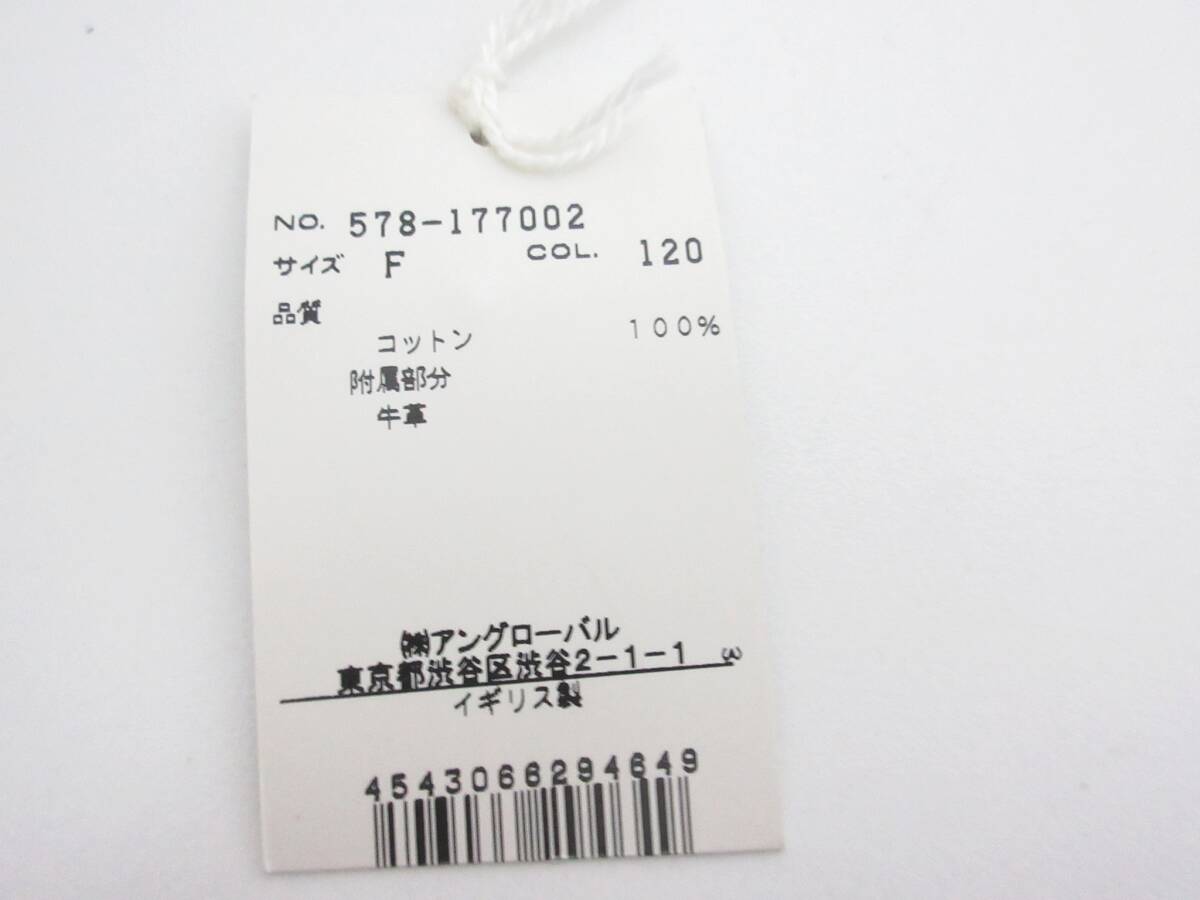 NO. 578-177002
サイズ F COL. 120
品質
コットン 100%
附属部分
牛革
㈱アングローバル
東京都渋谷区渋谷2-1-1
イギリス製
4543066294649